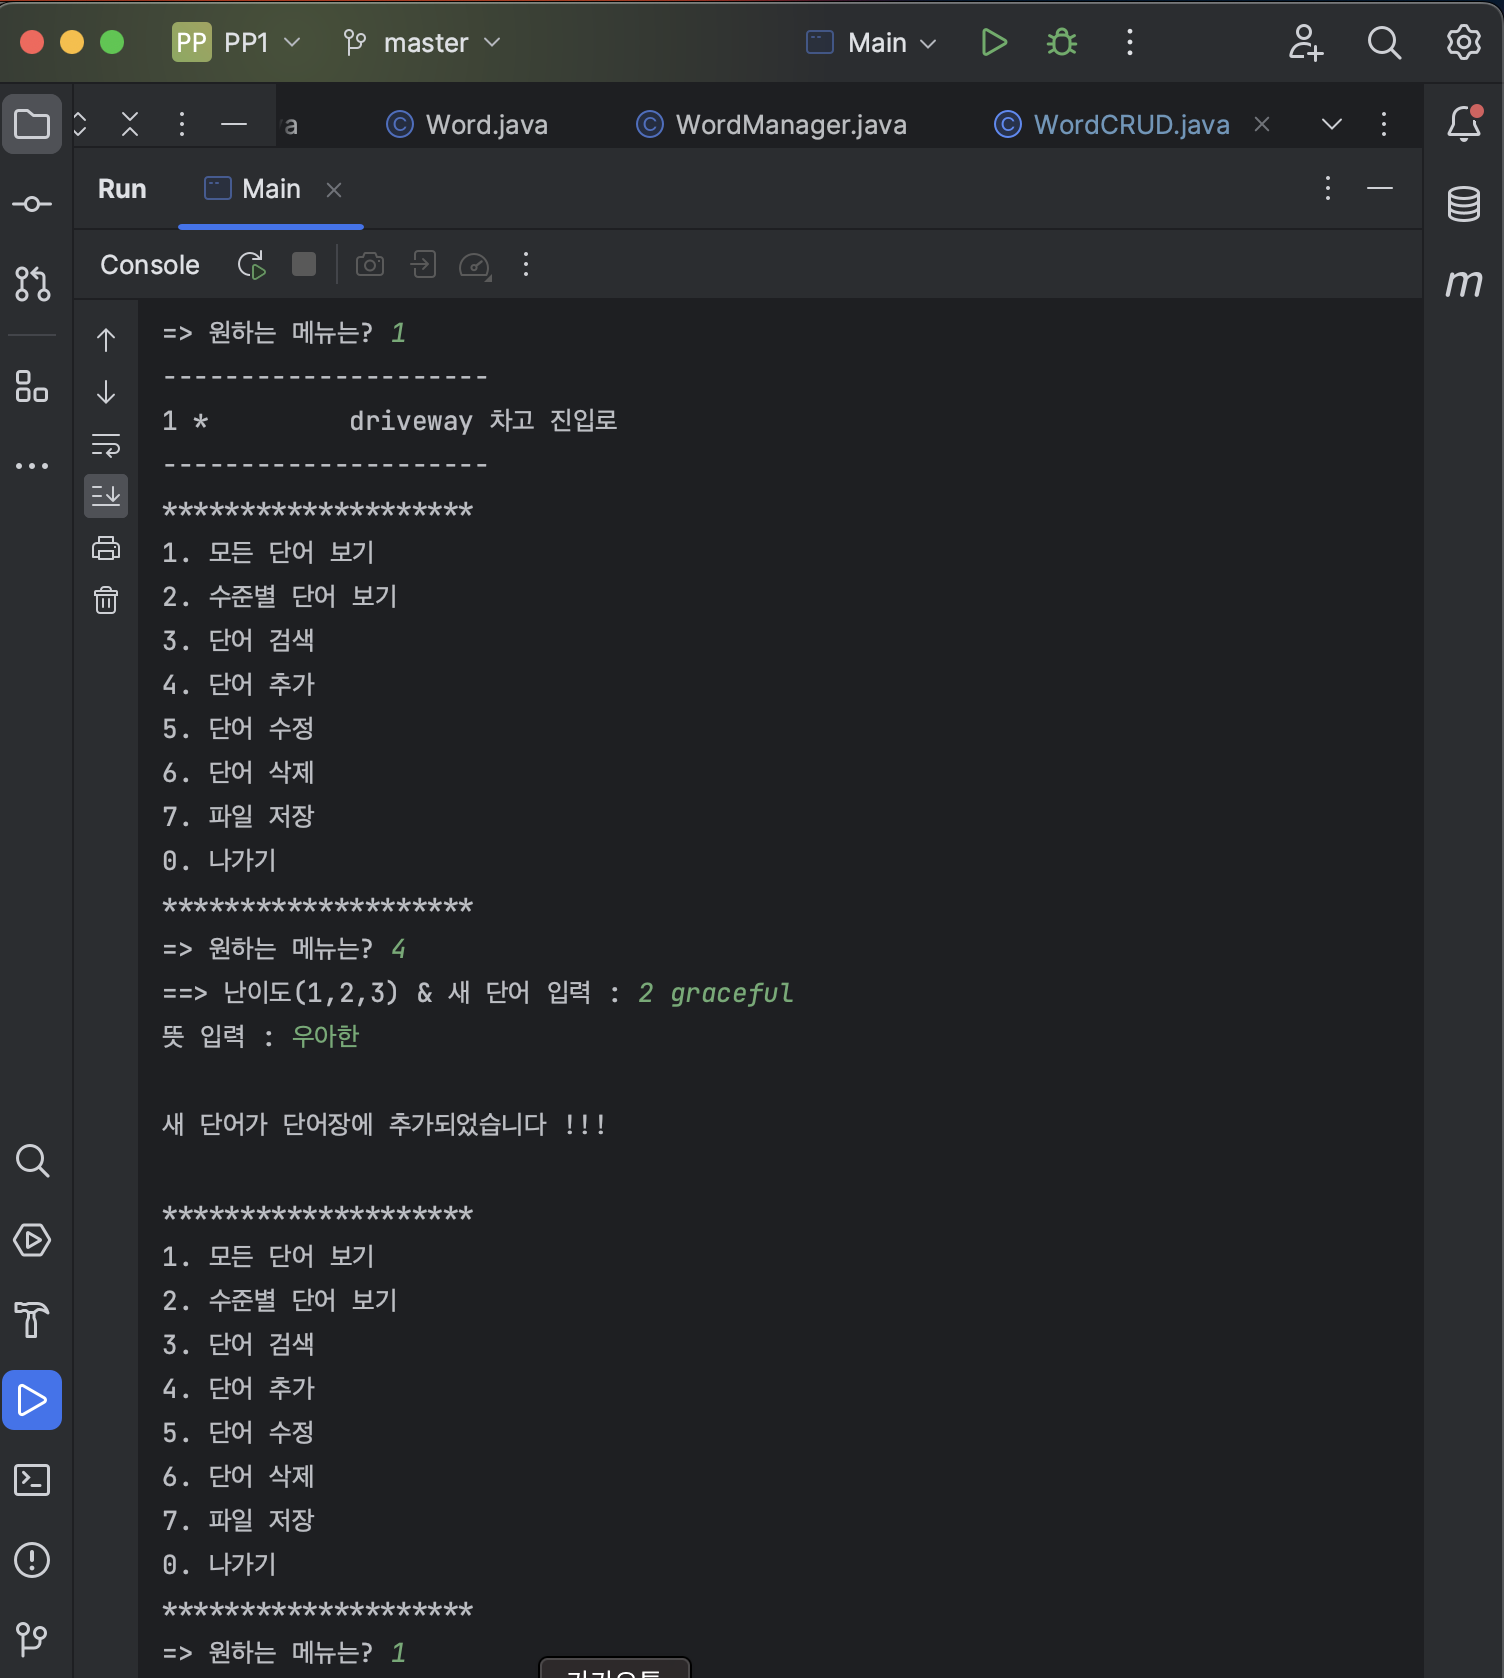 PP PP1 master Main
a Word.java WordManager.java WordCRUD.java
Run Main
Console
=> 원하는 메뉴는? 1
---------------------
1 * driveway 차고 진입로
---------------------
********************
1. 모든 단어 보기
2. 수준별 단어 보기
3. 단어 검색
4. 단어 추가
5. 단어 수정
6. 단어 삭제
7. 파일 저장
0. 나가기
********************
=> 원하는 메뉴는? 4
==> 난이도(1,2,3) & 새 단어 입력 : 2 graceful
뜻 입력 : 우아한
새 단어가 단어장에 추가되었습니다 !!!
********************
1. 모든 단어 보기
2. 수준별 단어 보기
3. 단어 검색
4. 단어 추가
5. 단어 수정
6. 단어 삭제
7. 파일 저장
0. 나가기
********************
=> 원하는 메뉴는? 1